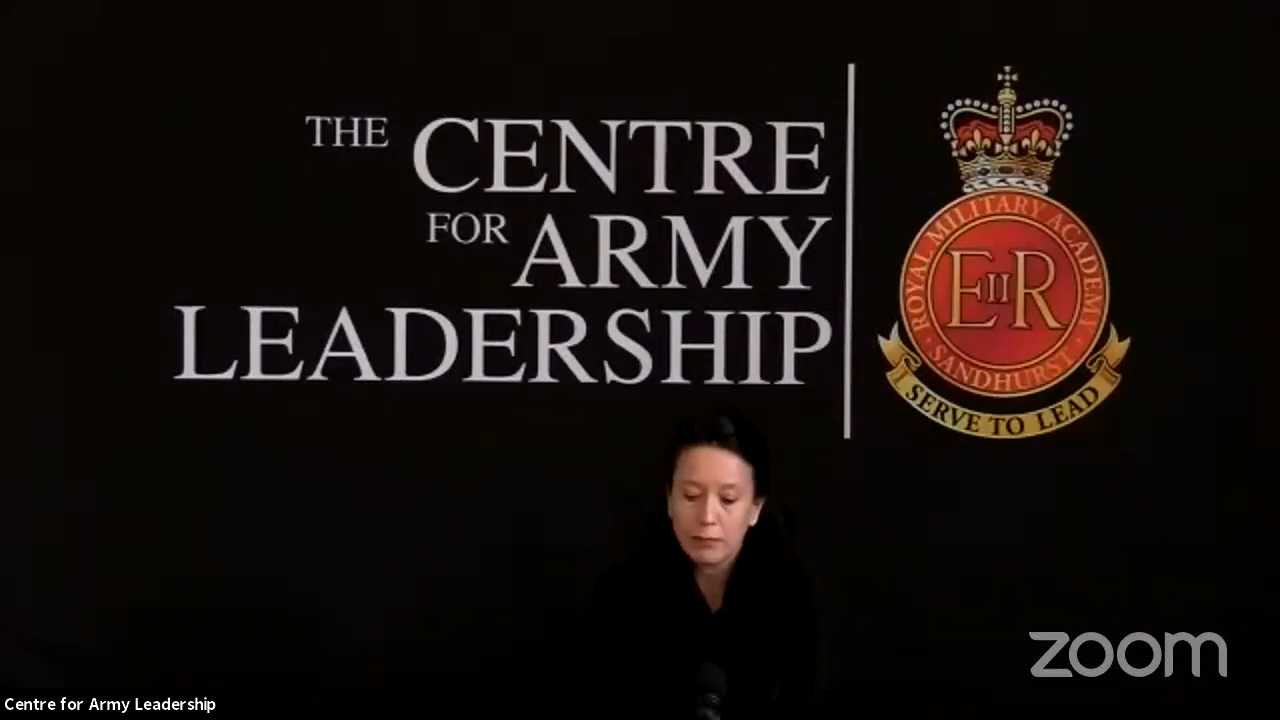 THE CENTRE
FOR ARMY
LEADERSHIP
ROYAL MILITARY ACADEMY
EIIR
SANDHURST
SERVE TO LEAD
zoom
Centre for Army Leadership